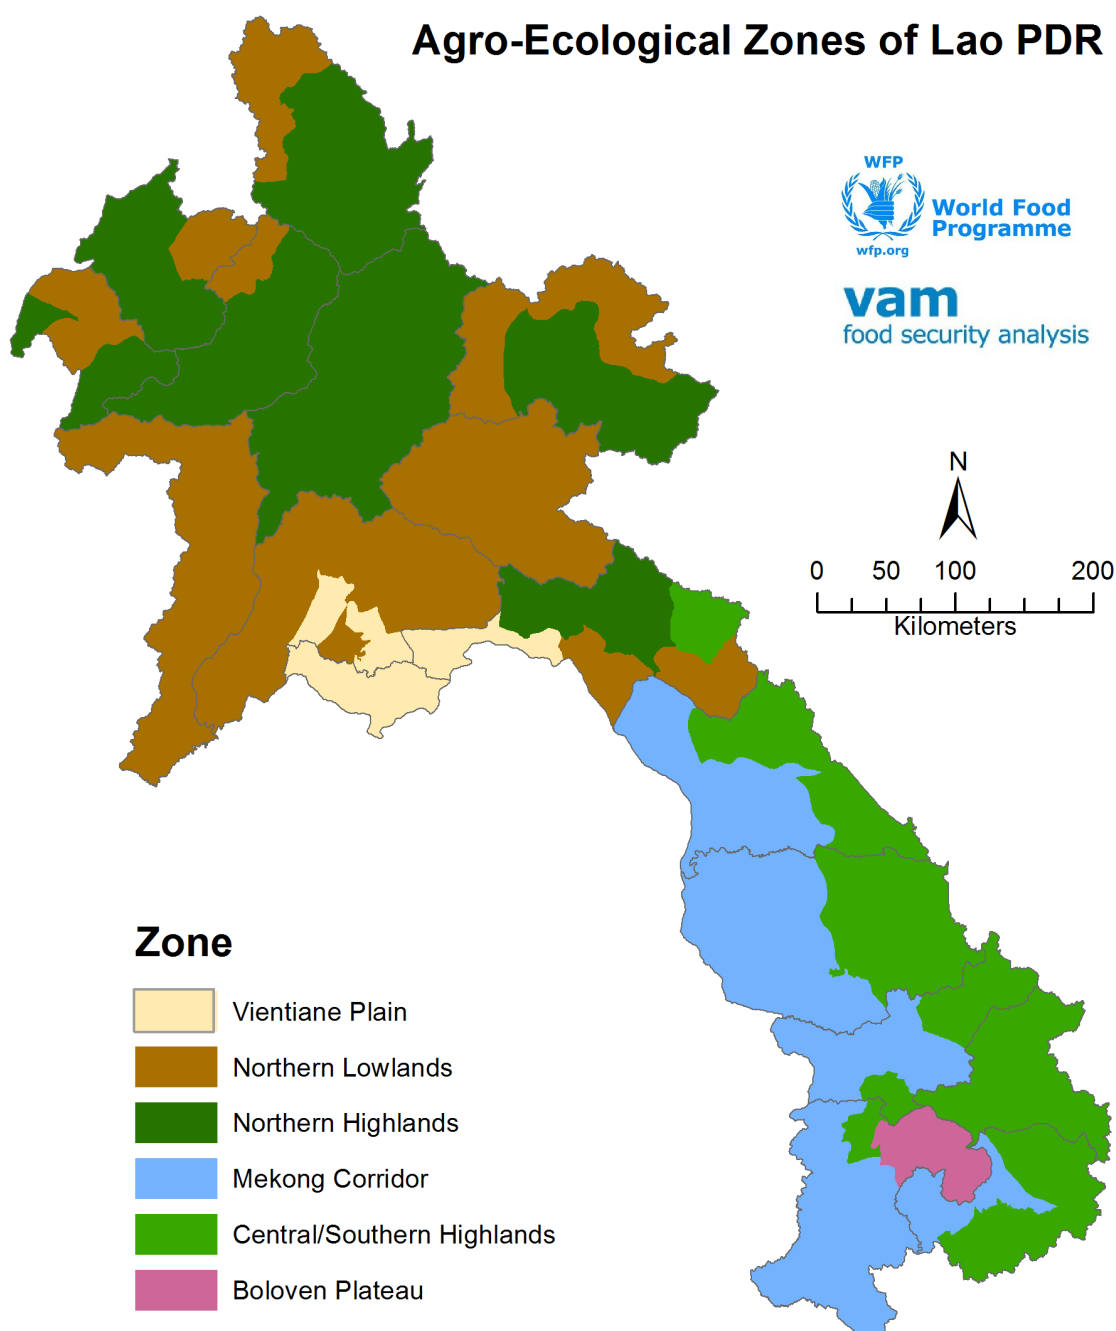 Agro-Ecological Zones of Lao PDR
WFP
wfp.org
World Food
Programme
vam
food security analysis
N
0 50 100 200
Kilometers
Zone
Vientiane Plain
Northern Lowlands
Northern Highlands
Mekong Corridor
Central/Southern Highlands
Boloven Plateau